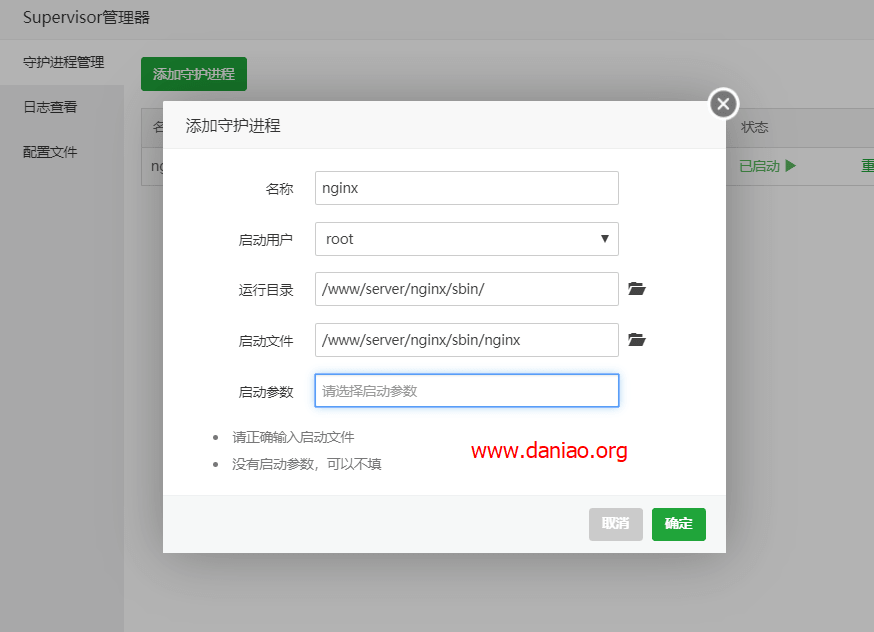 Supervisor管理器
守护进程管理
日志查看
配置文件
添加守护进程
名
状态
ng
已启动
重
添加守护进程
名称
nginx
启动用户
root
运行目录
/www/server/nginx/sbin/
启动文件
/www/server/nginx/sbin/nginx
启动参数
请选择启动参数
请正确输入启动文件
没有启动参数，可以不填
www.daniao.org
取消
确定